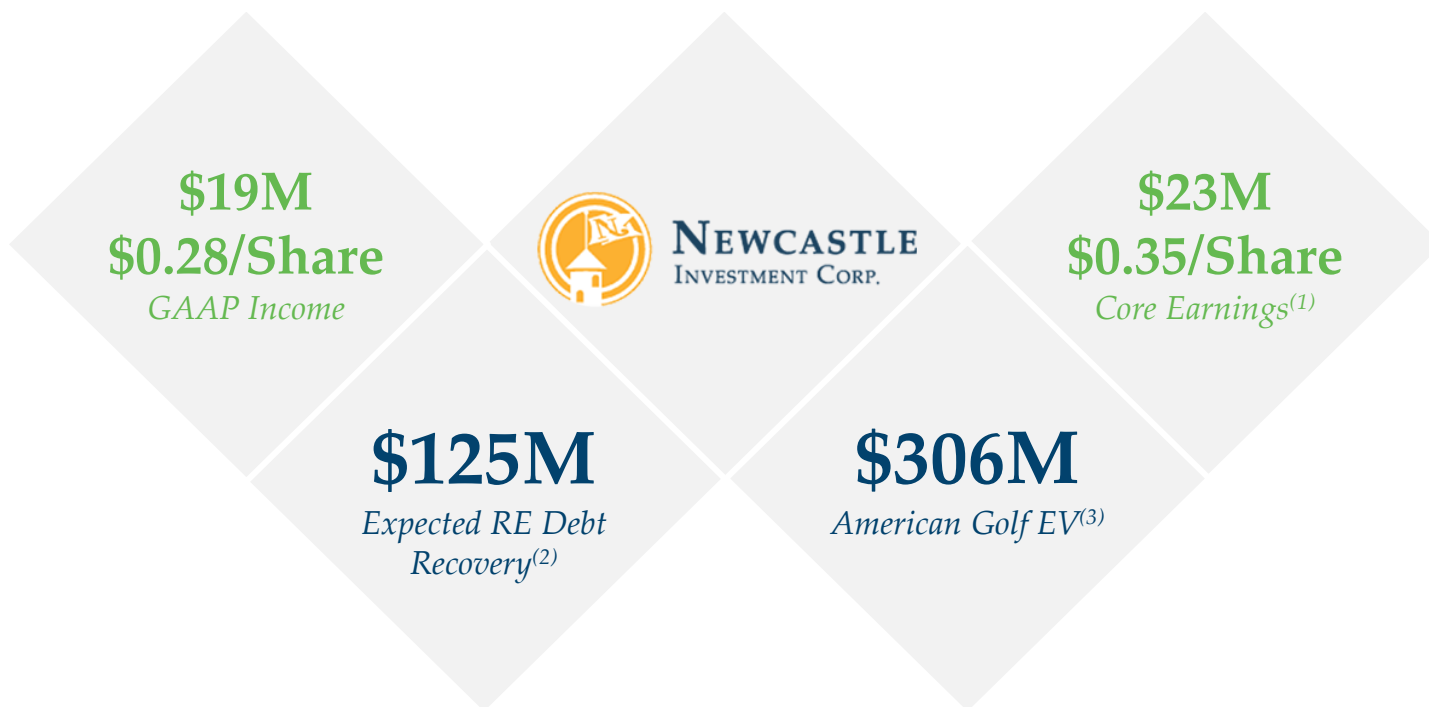 $19M
$0.28/Share
GAAP Income
N
NEWCASTLE
INVESTMENT CORP.
$23M
$0.35/Share
Core Earnings(1)
$125M
Expected RE Debt
Recovery(2)
$306M
American Golf EV(3)